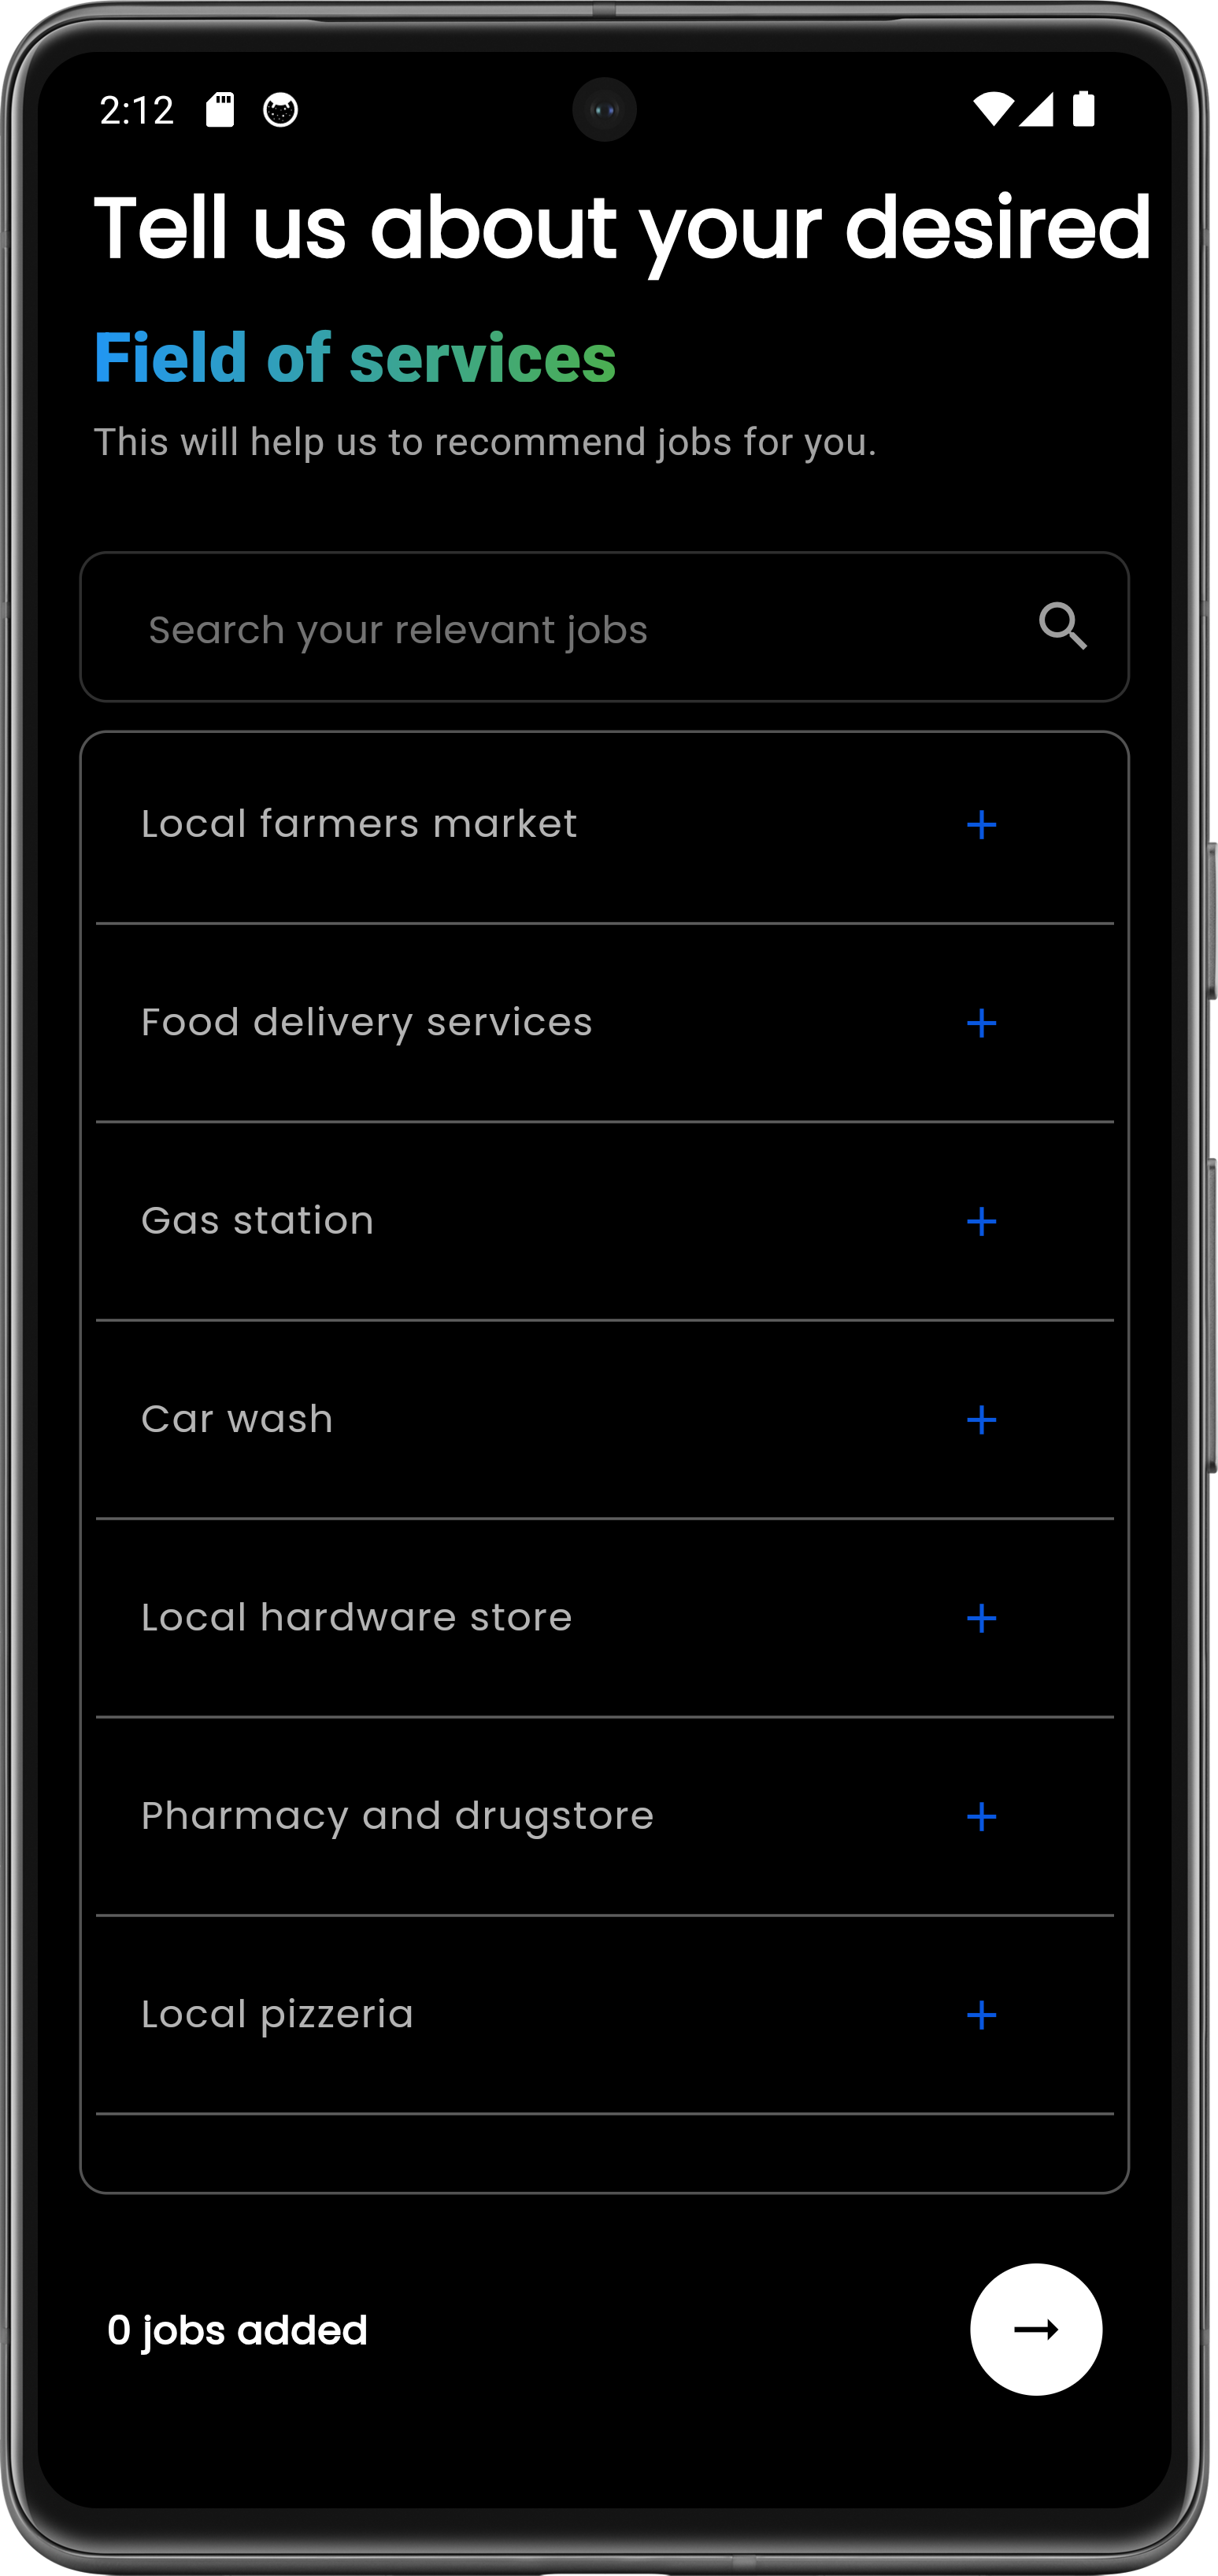 2:12
Tell us about your desired
Field of services
This will help us to recommend jobs for you.
Search your relevant jobs
Local farmers market
Food delivery services
Gas station
Car wash
Local hardware store
Pharmacy and drugstore
Local pizzeria
0 jobs added